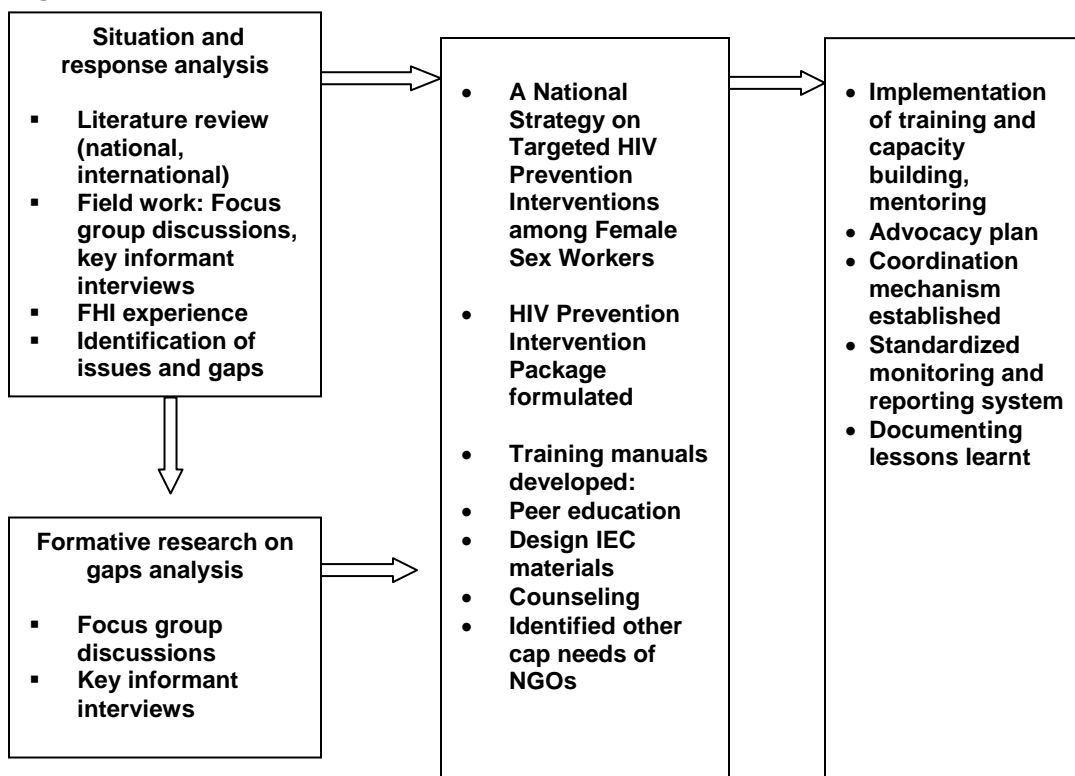 Situation and
response analysis
▪ Literature review
(national,
international)
▪ Field work: Focus
group discussions,
key informant
interviews
▪ FHI experience
▪ Identification of
issues and gaps
Formative research on
gaps analysis
▪ Focus group
discussions
▪ Key informant
interviews
• A National
Strategy on
Targeted HIV
Prevention
Interventions
among Female
Sex Workers
• HIV Prevention
Intervention
Package
formulated
• Training manuals
developed:
• Peer education
• Design IEC
materials
• Counseling
• Identified other
cap needs of
NGOs
• Implementation
of training and
capacity
building,
mentoring
• Advocacy plan
• Coordination
mechanism
established
• Standardized
monitoring and
reporting system
• Documenting
lessons learnt